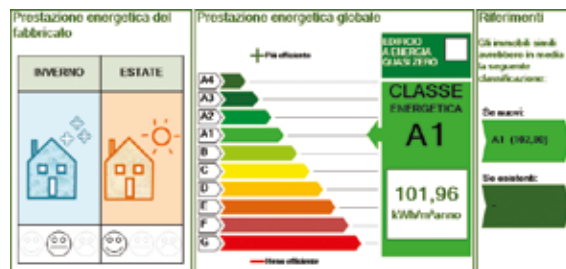 Prestazione energetica del
fabbricato
INVERNO
ESTATE
Prestazione energetica globale
Più efficiente
A4
A3
A2
A1
B
C
D
E
F
G
Meno efficiente
EDIFICIO
A ENERGIA
QUASI ZERO
CLASSE
ENERGETICA
A1
101,96
kWh/m²anno
Riferimenti
Gli immobili simili
avrebbero in media
la seguente
classificazione:
Se nuovi:
A1 (102,80)
Se esistenti:
-